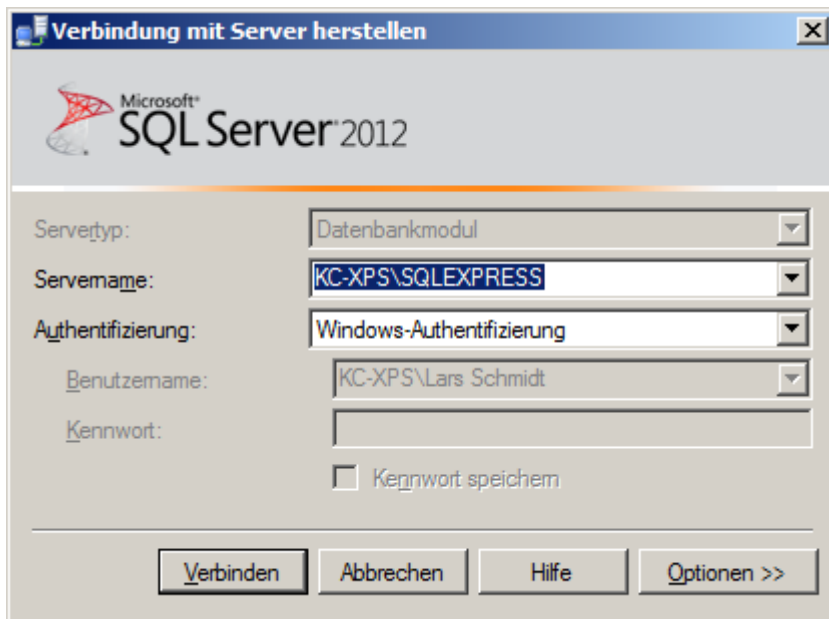 Verbindung mit Server herstellen
Microsoft®
SQL Server® 2012
Servertyp: Datenbankmodul
Servername: KC-XPS\SQLEXPRESS
Authentifizierung: Windows-Authentifizierung
Benutzername: KC-XPS\Lars Schmidt
Kennwort:
Kennwort speichern
Verbinden Abbrechen Hilfe Optionen >>